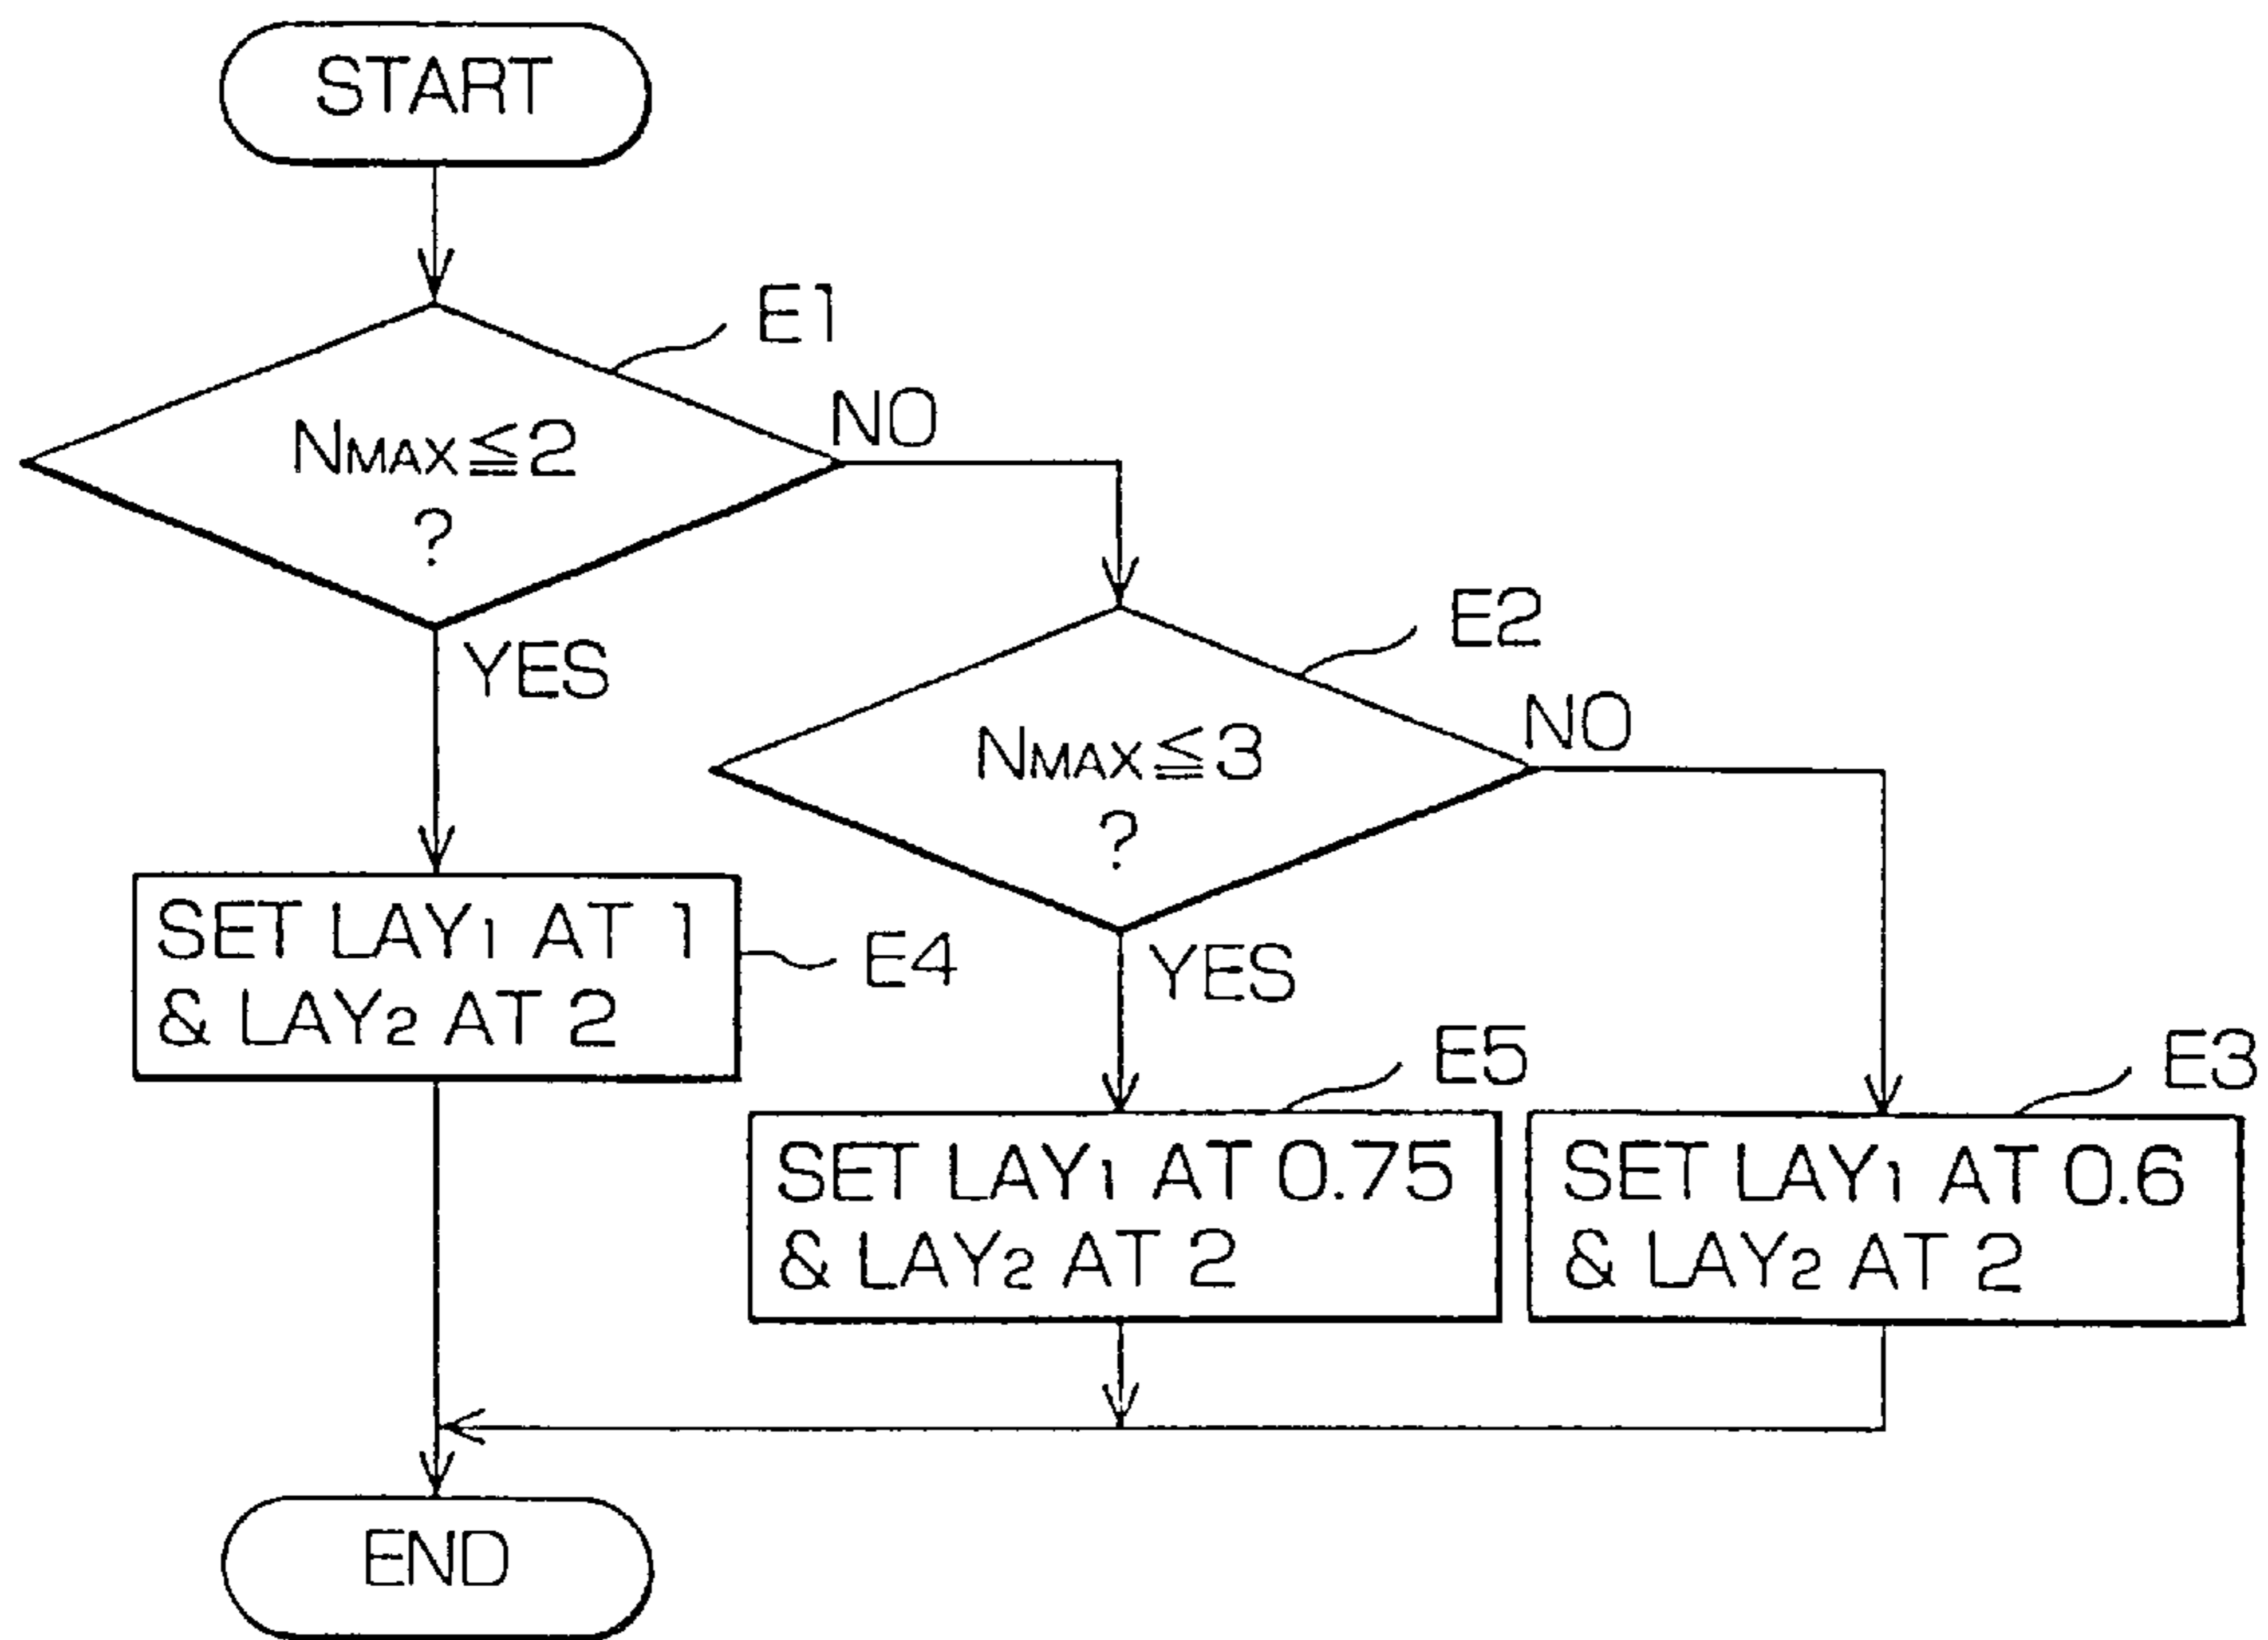 START
E1
NO
NMAX≦2
?
YES
E2
NO
NMAX≦3
?
YES
SET LAY1 AT 1
& LAY2 AT 2
E4
E5
E3
SET LAY1 AT 0.75
& LAY2 AT 2
SET LAY1 AT 0.6
& LAY2 AT 2
END